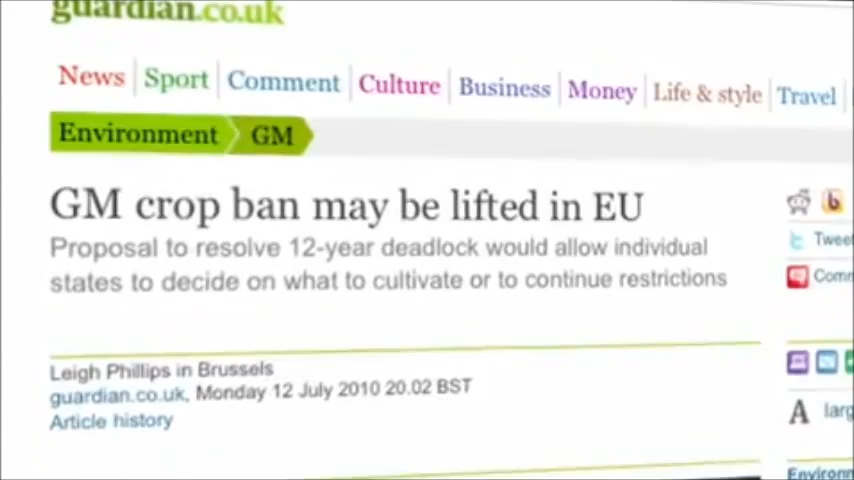 guardian.co.uk
News Sport Comment Culture Business Money Life & style Travel
Environment GM
GM crop ban may be lifted in EU
Proposal to resolve 12-year deadlock would allow individual
states to decide on what to cultivate or to continue restrictions
Tweet
Leigh Phillips in Brussels
guardian.co.uk, Monday 12 July 2010 20.02 BST
Article history
A